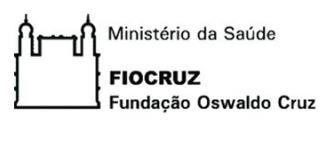 Ministério da Saúde
FIOCRUZ
Fundação Oswaldo Cruz